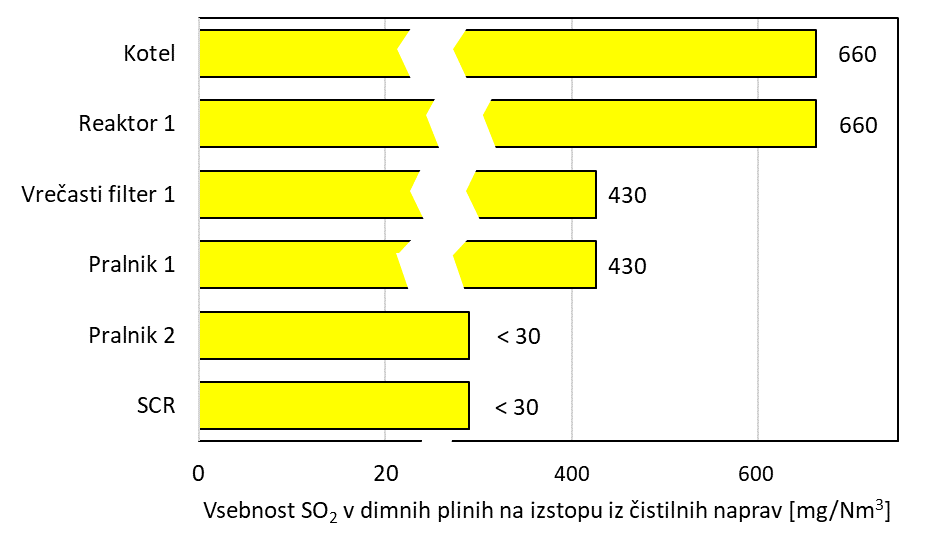 Kotel 660
Reaktor 1 660
Vrečasti filter 1 430
Pralnik 1 430
Pralnik 2 < 30
SCR < 30
0 20 400 600
Vsebnost SO₂ v dimnih plinih na izstopu iz čistilnih naprav [mg/Nm³]